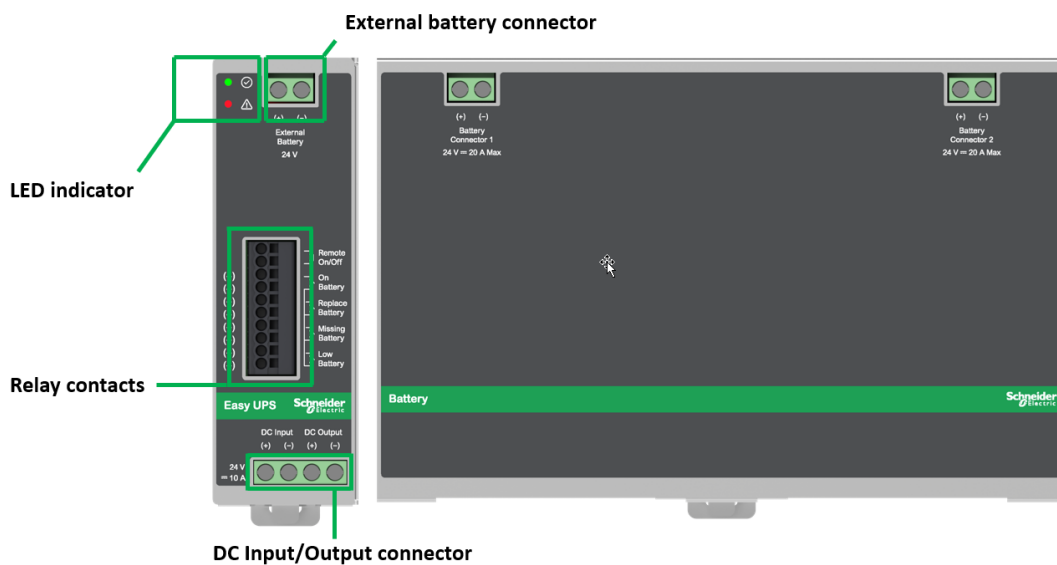 External battery connector
LED indicator
(+) (−)
External
Battery
24 V
(+) (−)
Battery
Connector 1
24 V ⎓ 20 A Max
(+) (−)
Battery
Connector 2
24 V ⎓ 20 A Max
Remote
On/Off
On
Battery
Replace
Battery
Missing
Battery
Low
Battery
Relay contacts
Easy UPS
Schneider
Electric
Battery
Schneider
Electric
DC Input DC Output
(+) (−) (+) (−)
24 V
⎓ 10 A
DC Input/Output connector